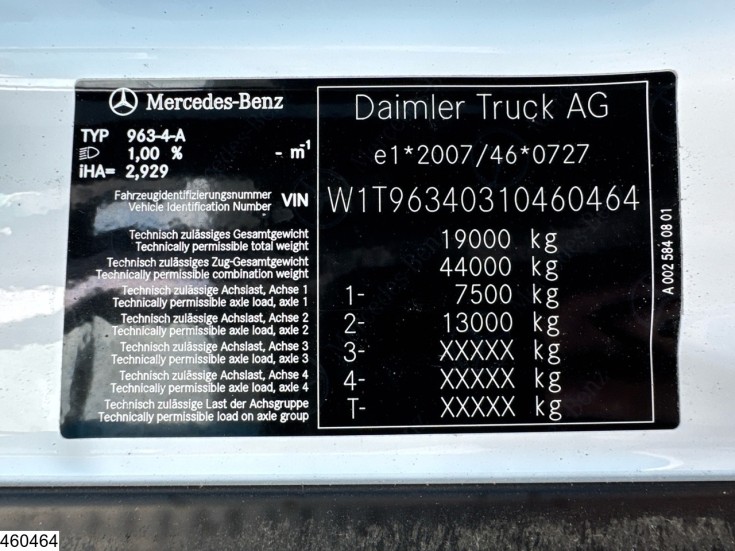 Mercedes-Benz
TYP 963-4-A
1,00 % - m-1
iHA= 2,929
Daimler Truck AG
e1*2007/46*0727
Fahrzeugidentifizierungsnummer
Vehicle Identification Number VIN W1T96340310460464
Technisch zulässiges Gesamtgewicht
Technically permissible total weight 19000 kg
Technisch zulässiges Zug-Gesamtgewicht
Technically permissible combination weight 44000 kg
Technisch zulässige Achslast, Achse 1
Technically permissible axle load, axle 1 1- 7500 kg
Technisch zulässige Achslast, Achse 2
Technically permissible axle load, axle 2 2- 13000 kg
Technisch zulässige Achslast, Achse 3
Technically permissible axle load, axle 3 3- XXXXX kg
Technisch zulässige Achslast, Achse 4
Technically permissible axle load, axle 4 4- XXXXX kg
Technisch zulässige Last der Achsgruppe
Technically permissible load on axle group T- XXXXX kg
A 002 584 08 01
460464